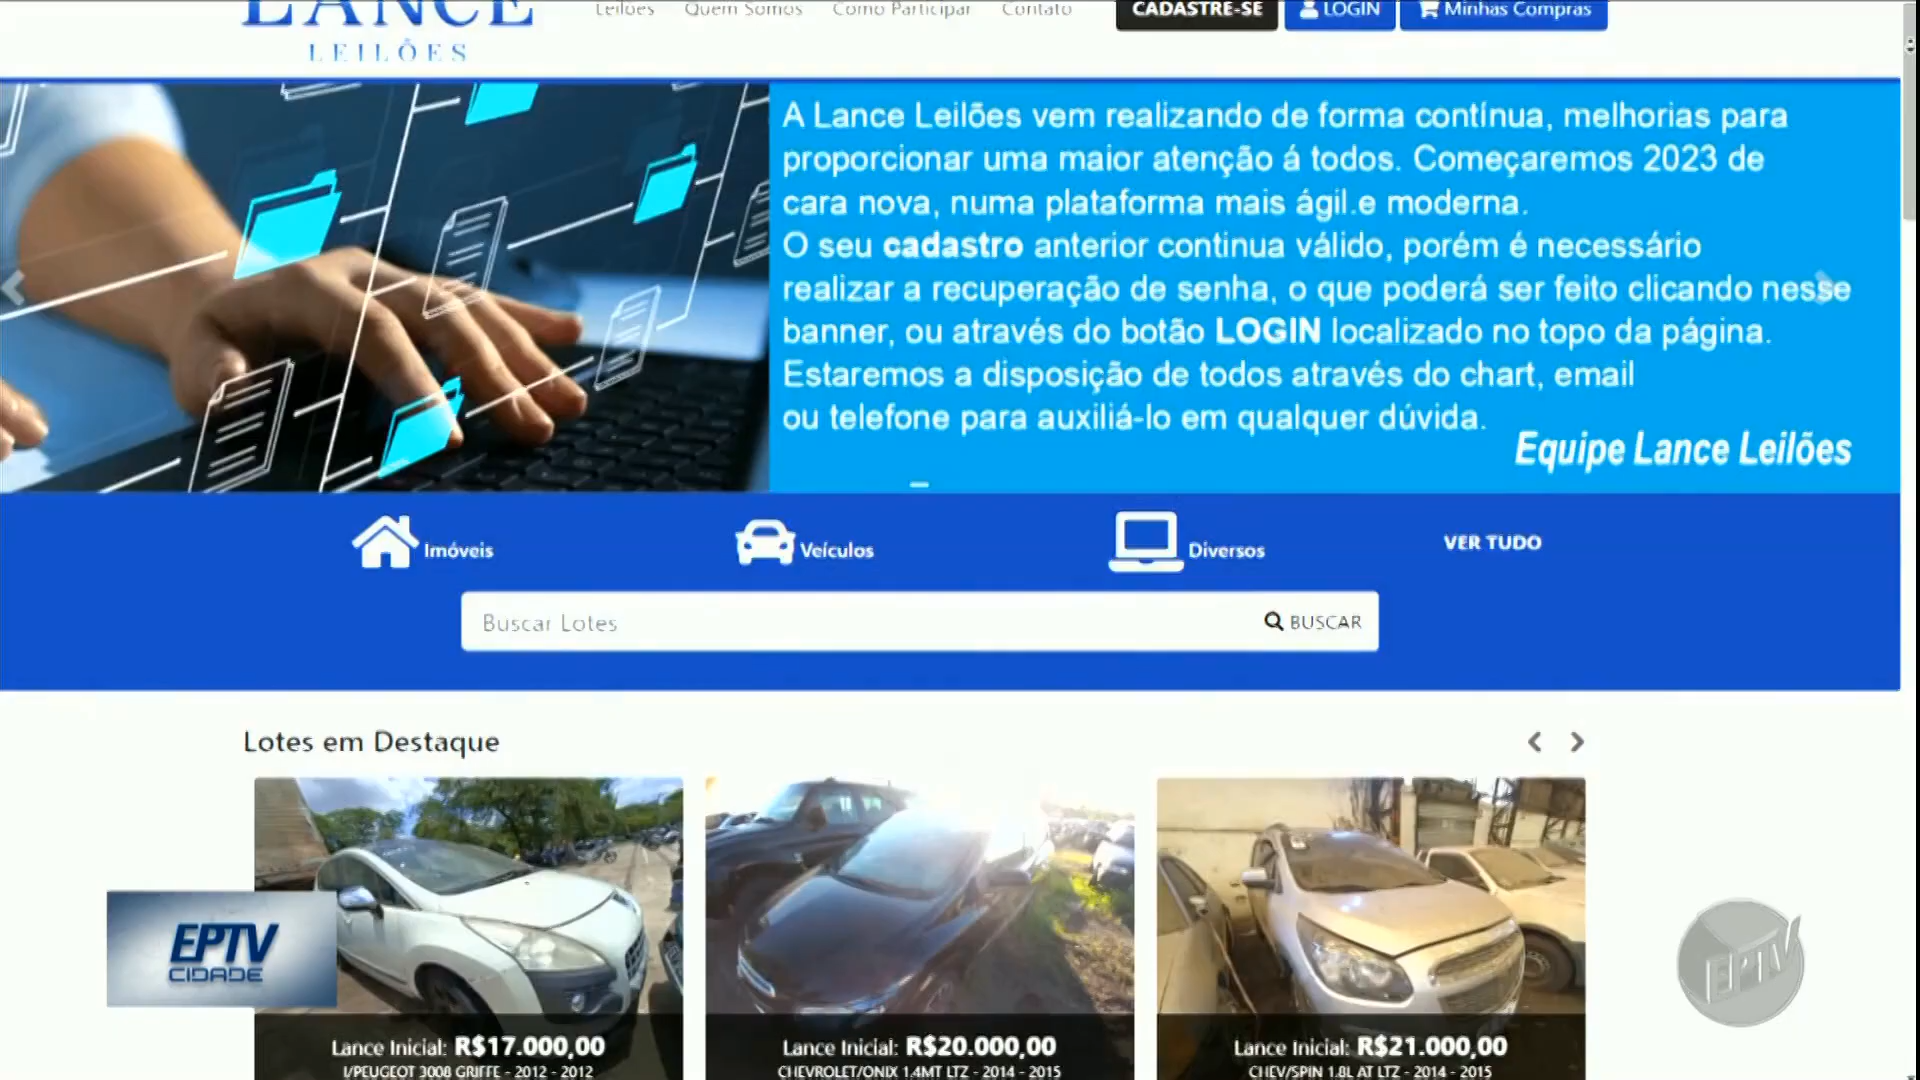 LANCE
LEILÕES
Leilões Quem Somos Como Participar Contato
CADASTRE-SE LOGIN Minhas Compras
A Lance Leilões vem realizando de forma contínua, melhorias para
proporcionar uma maior atenção á todos. Começaremos 2023 de
cara nova, numa plataforma mais ágil.e moderna.
O seu cadastro anterior continua válido, porém é necessário
realizar a recuperação de senha, o que poderá ser feito clicando nesse
banner, ou através do botão LOGIN localizado no topo da página.
Estaremos a disposição de todos através do chart, email
ou telefone para auxiliá-lo em qualquer dúvida.
Equipe Lance Leilões
Imóveis Veículos Diversos VER TUDO
Buscar Lotes BUSCAR
Lotes em Destaque
EPTV
CIDADE
EPTV
Lance Inicial: R$17.000,00
I/PEUGEOT 3008 GRIFFE - 2012 - 2012
Lance Inicial: R$20.000,00
CHEVROLET/ONIX 1.4MT LTZ - 2014 - 2015
Lance Inicial: R$21.000,00
CHEV/SPIN 1.8L AT LTZ - 2014 - 2015